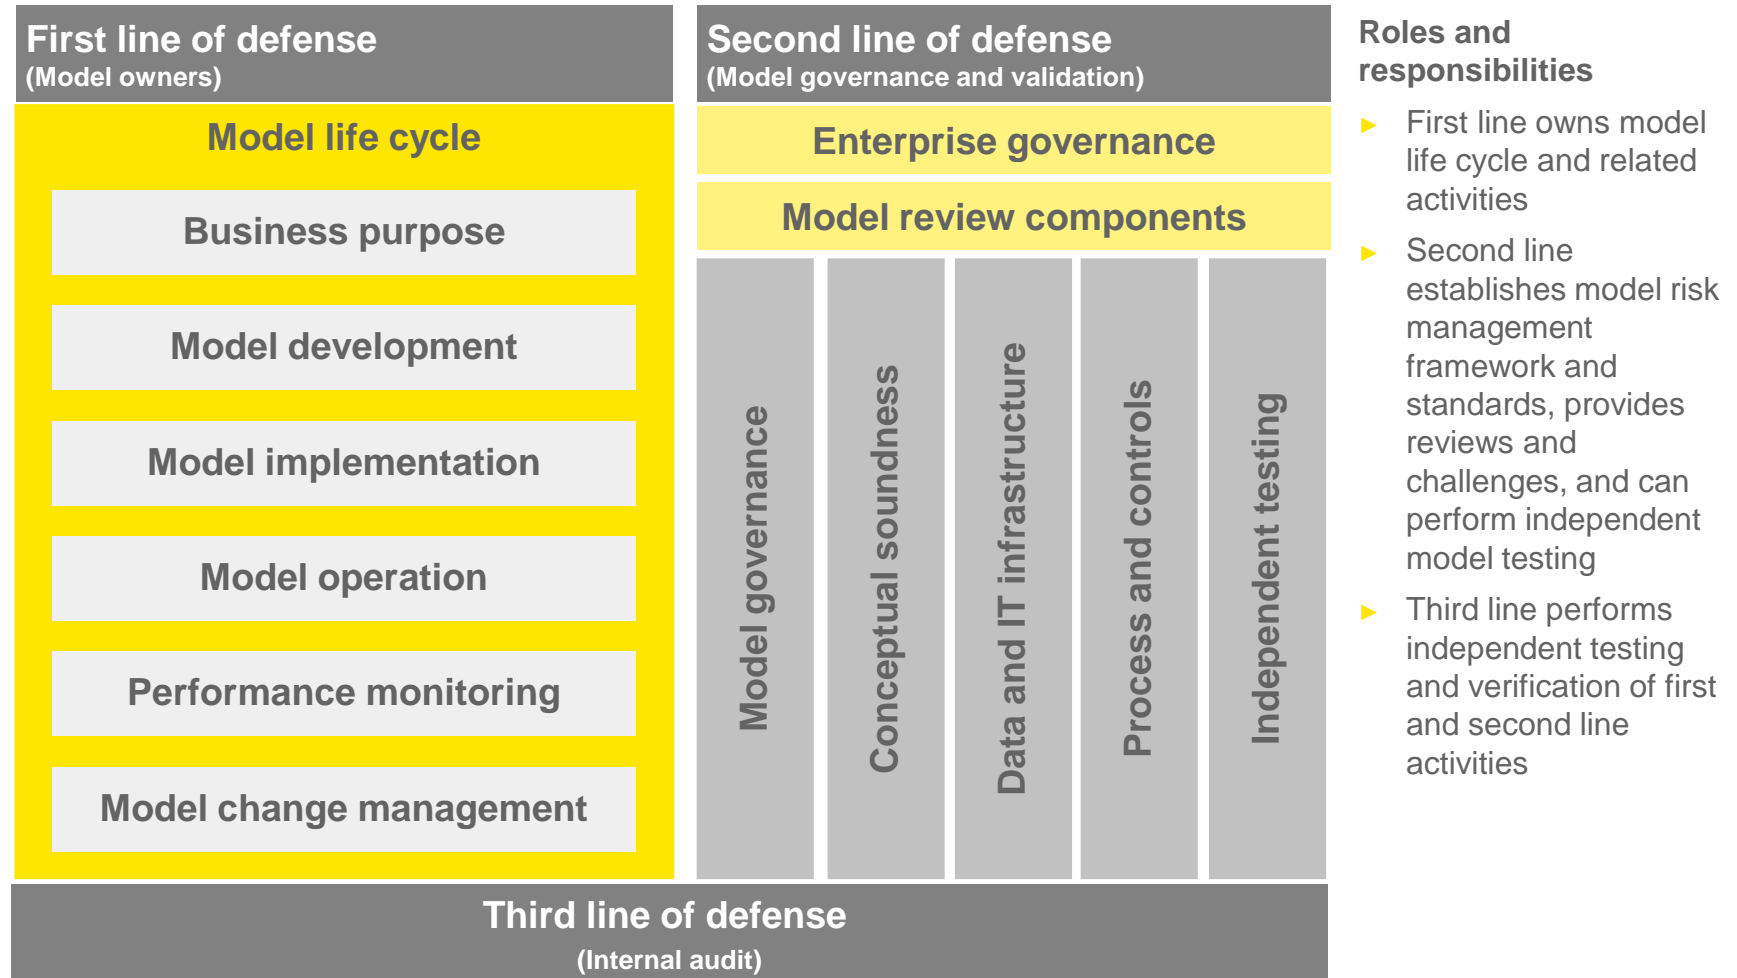 First line of defense
(Model owners)
Model life cycle
Business purpose
Model development
Model implementation
Model operation
Performance monitoring
Model change management
Second line of defense
(Model governance and validation)
Enterprise governance
Model review components
Model governance
Conceptual soundness
Data and IT infrastructure
Process and controls
Independent testing
Third line of defense
(Internal audit)
Roles and
responsibilities
► First line owns model
life cycle and related
activities
► Second line
establishes model risk
management
framework and
standards, provides
reviews and
challenges, and can
perform independent
model testing
► Third line performs
independent testing
and verification of first
and second line
activities